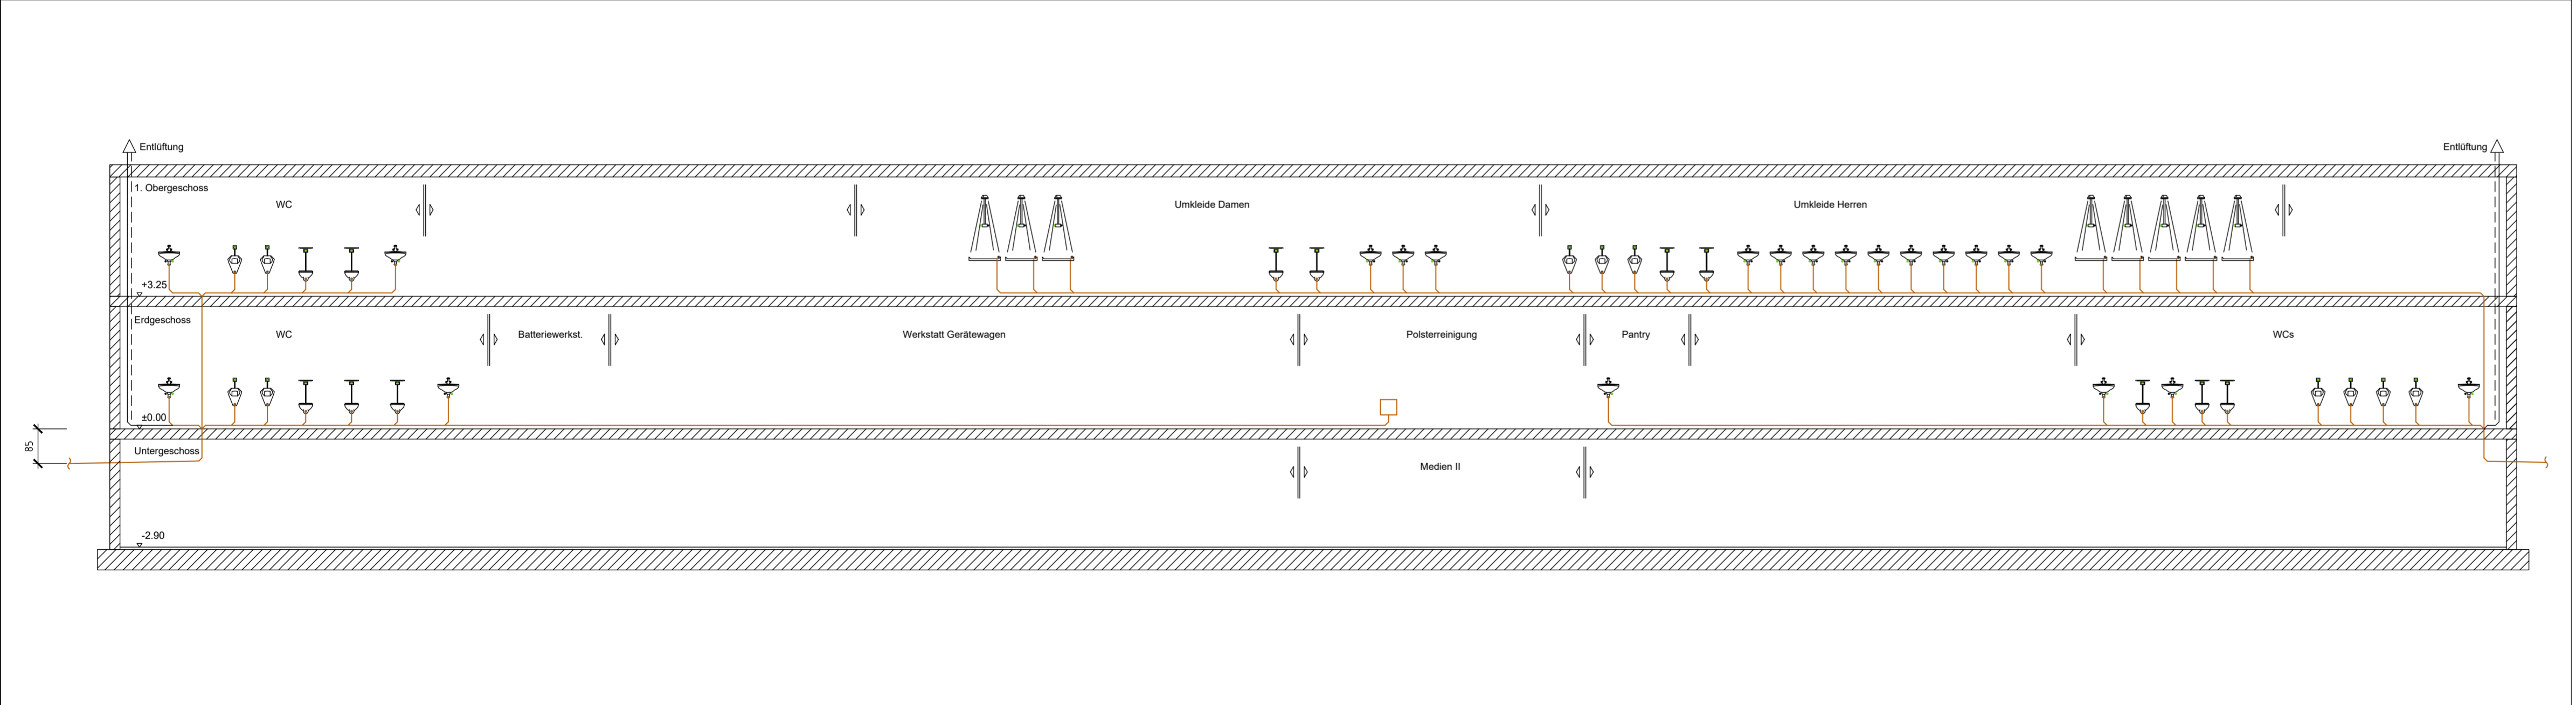 Entlüftung
Entlüftung
1. Obergeschoss
WC
Umkleide Damen
Umkleide Herren
+3.25
Erdgeschoss
WC
Batteriewerkst.
Werkstatt Gerätewagen
Polsterreinigung
Pantry
WCs
±0.00
85
Untergeschoss
Medien II
-2.90